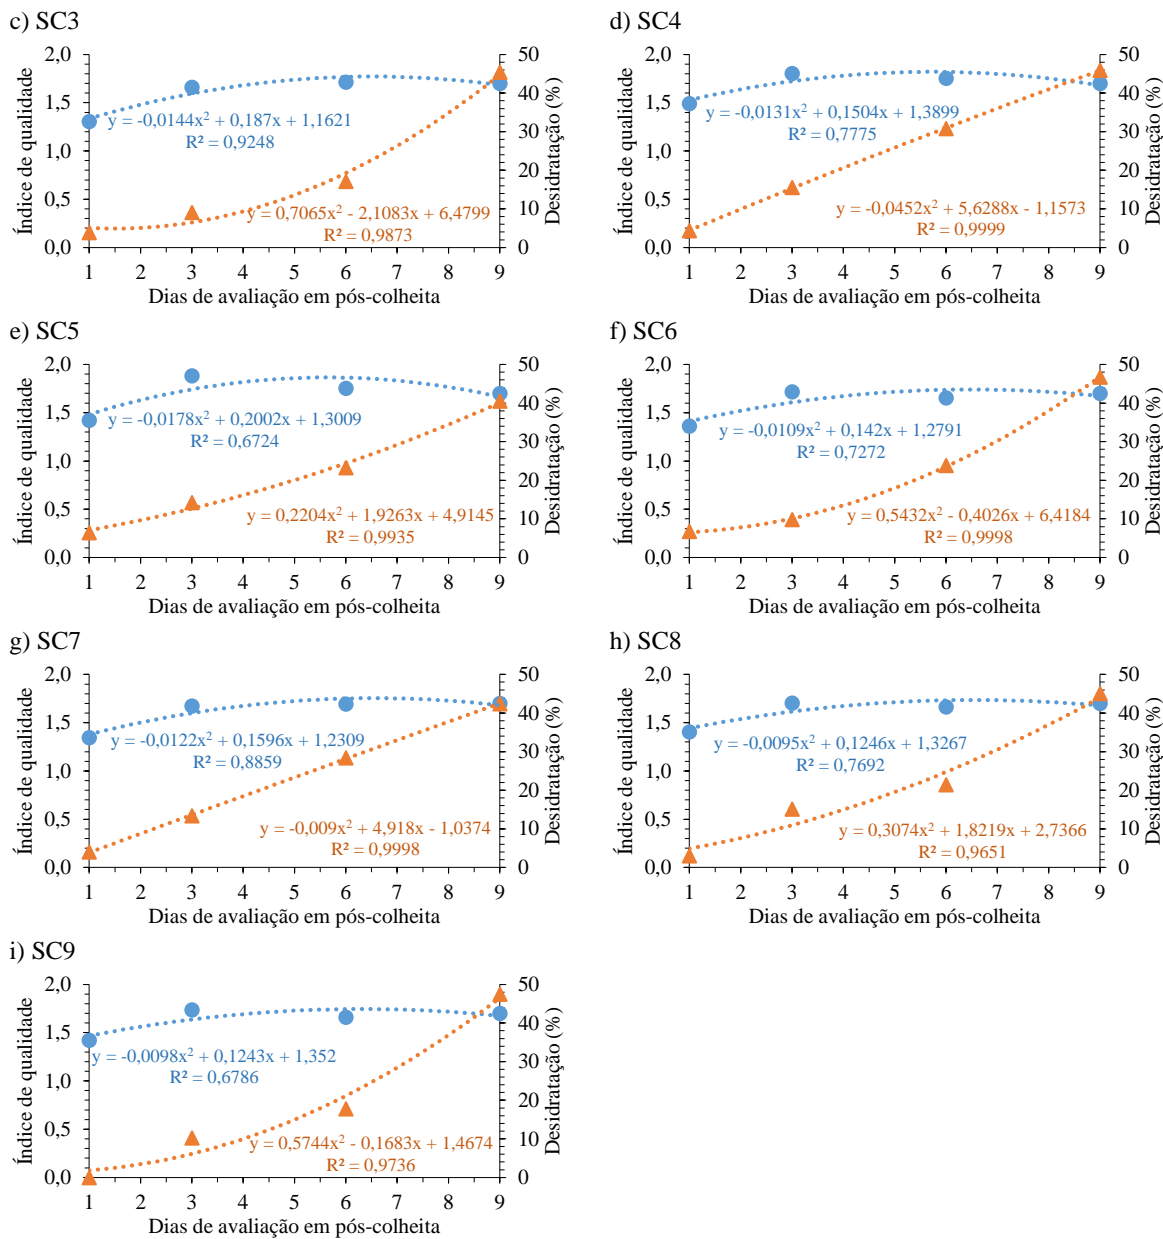 c) SC3
Índice de qualidade
2,0
1,5
1,0
0,5
0,0
y = -0,0144x² + 0,187x + 1,1621
R² = 0,9248
y = 0,7065x² - 2,1083x + 6,4799
R² = 0,9873
50
40
30
20
10
0
Desidratação (%)
1 2 3 4 5 6 7 8 9
Dias de avaliação em pós-colheita
d) SC4
Índice de qualidade
2,0
1,5
1,0
0,5
0,0
y = -0,0131x² + 0,1504x + 1,3899
R² = 0,7775
y = -0,0452x² + 5,6288x - 1,1573
R² = 0,9999
50
40
30
20
10
0
Desidratação (%)
1 2 3 4 5 6 7 8 9
Dias de avaliação em pós-colheita
e) SC5
Índice de qualidade
2,0
1,5
1,0
0,5
0,0
y = -0,0178x² + 0,2002x + 1,3009
R² = 0,6724
y = 0,2204x² + 1,9263x + 4,9145
R² = 0,9935
50
40
30
20
10
0
Desidratação (%)
1 2 3 4 5 6 7 8 9
Dias de avaliação em pós-colheita
f) SC6
Índice de qualidade
2,0
1,5
1,0
0,5
0,0
y = -0,0109x² + 0,142x + 1,2791
R² = 0,7272
y = 0,5432x² - 0,4026x + 6,4184
R² = 0,9998
50
40
30
20
10
0
Desidratação (%)
1 2 3 4 5 6 7 8 9
Dias de avaliação em pós-colheita
g) SC7
Índice de qualidade
2,0
1,5
1,0
0,5
0,0
y = -0,0122x² + 0,1596x + 1,2309
R² = 0,8859
y = -0,009x² + 4,918x - 1,0374
R² = 0,9998
50
40
30
20
10
0
Desidratação (%)
1 2 3 4 5 6 7 8 9
Dias de avaliação em pós-colheita
h) SC8
Índice de qualidade
2,0
1,5
1,0
0,5
0,0
y = -0,0095x² + 0,1246x + 1,3267
R² = 0,7692
y = 0,3074x² + 1,8219x + 2,7366
R² = 0,9651
50
40
30
20
10
0
Desidratação (%)
1 2 3 4 5 6 7 8 9
Dias de avaliação em pós-colheita
i) SC9
Índice de qualidade
2,0
1,5
1,0
0,5
0,0
y = -0,0098x² + 0,1243x + 1,352
R² = 0,6786
y = 0,5744x² - 0,1683x + 1,4674
R² = 0,9736
50
40
30
20
10
0
Desidratação (%)
1 2 3 4 5 6 7 8 9
Dias de avaliação em pós-colheita